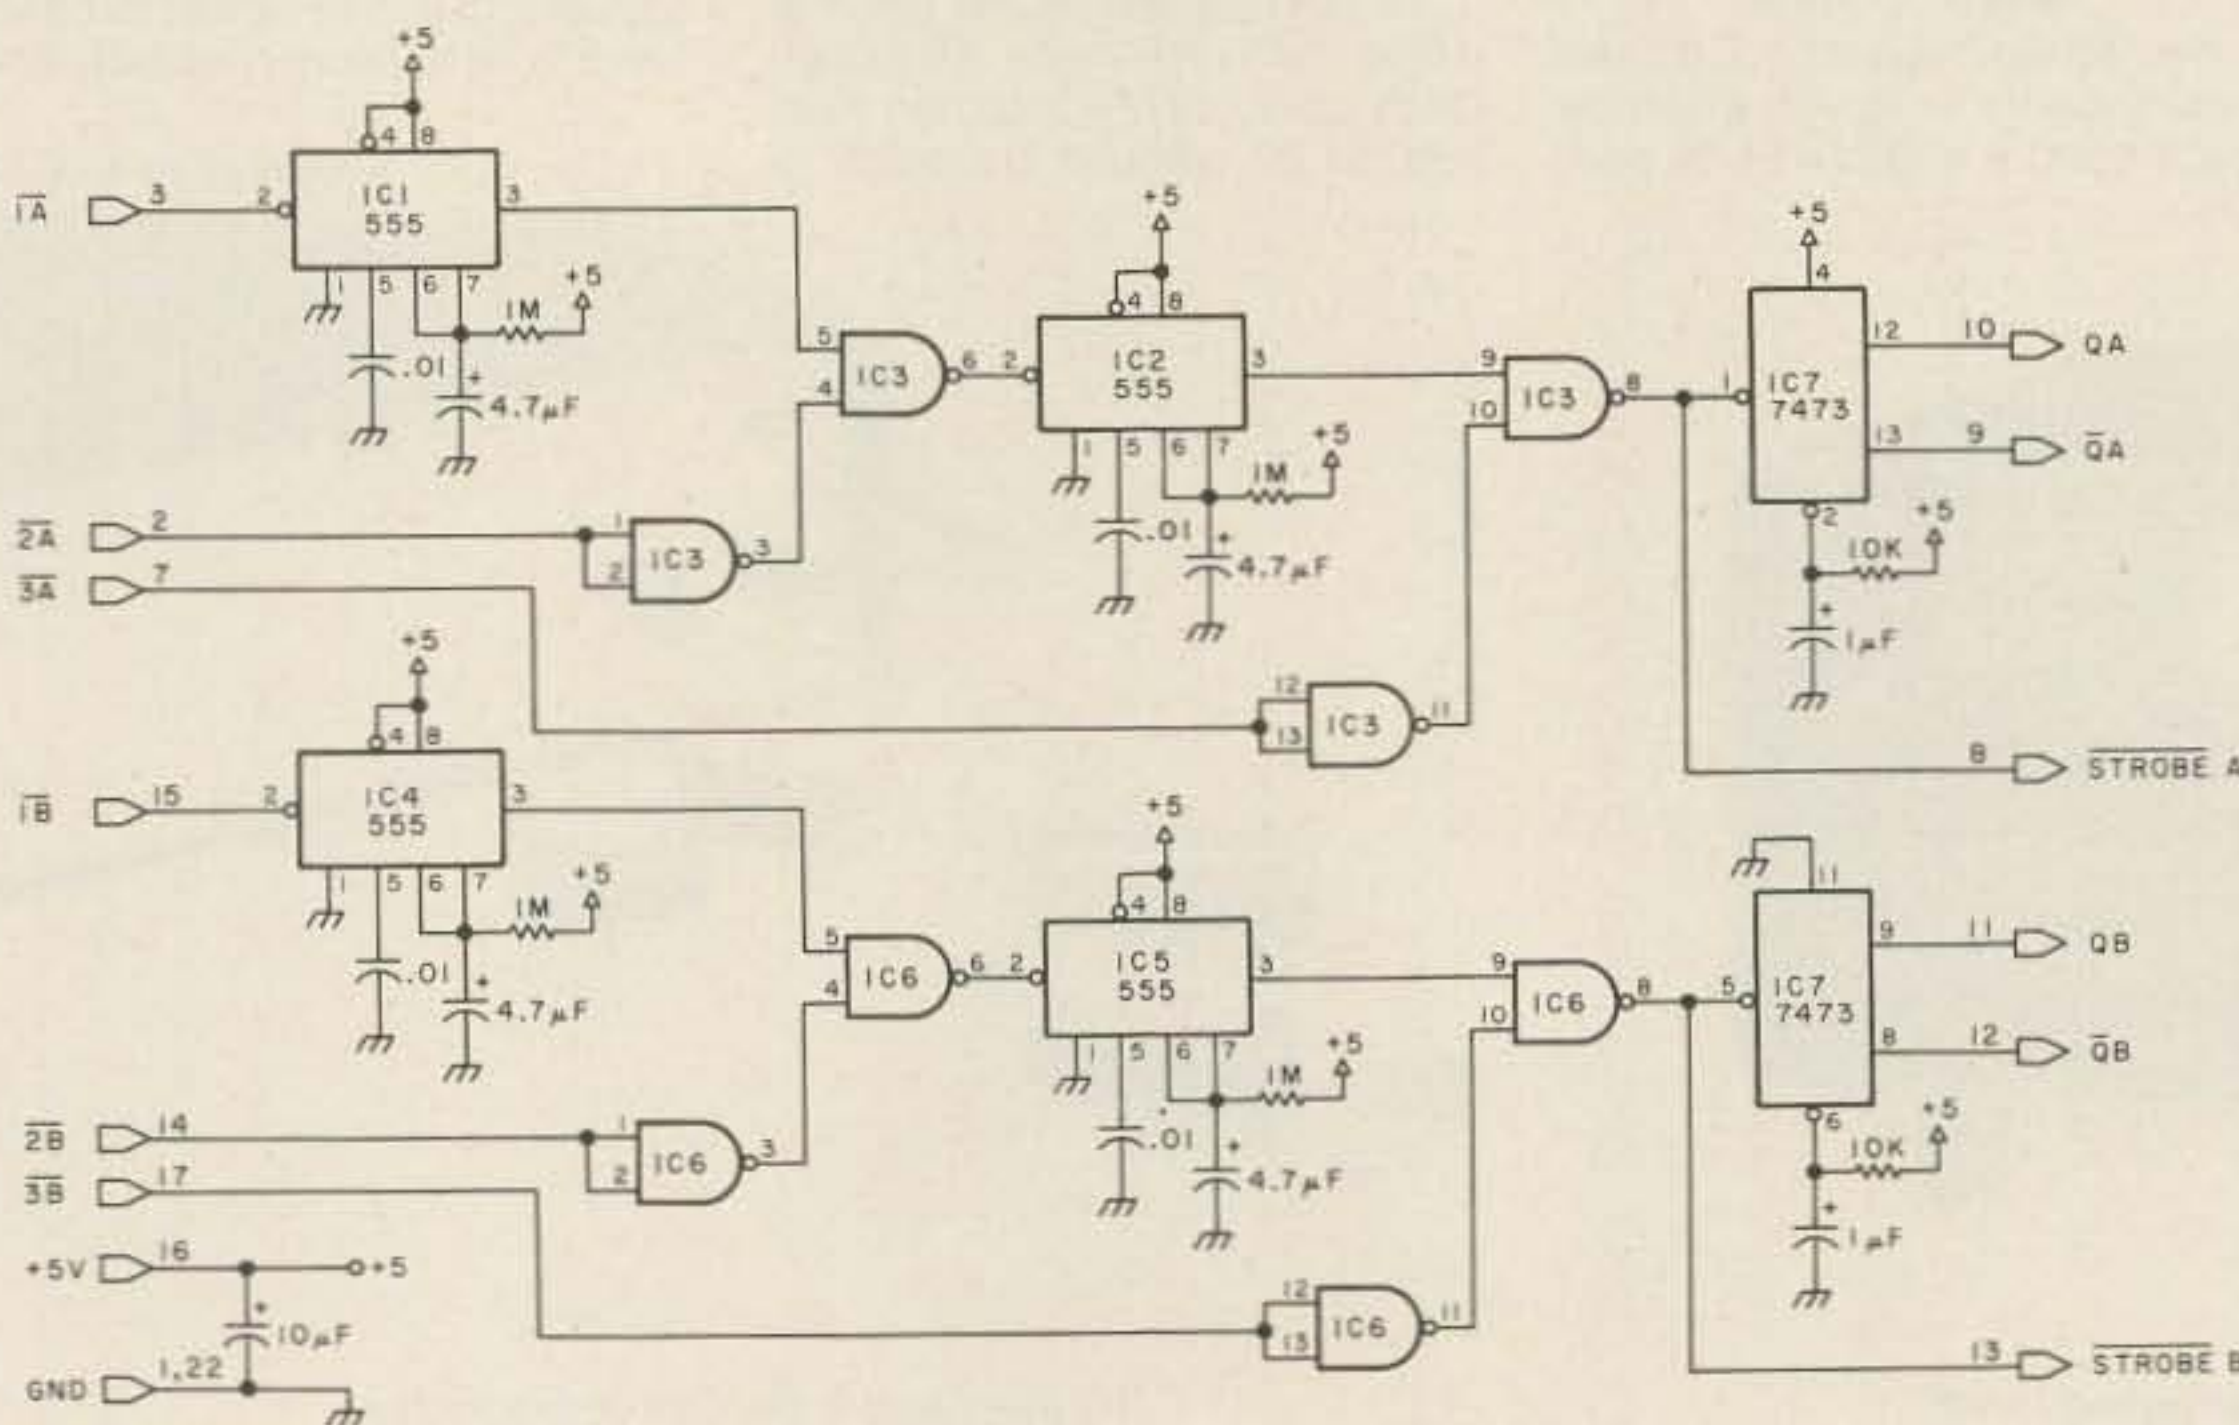 +5
4 8
1A 3 2 IC1 3
555
1 5 6 7 +5
1M
.01 +
4.7µF
+5
4 8
5 IC3 6 2 IC2 3
4 555
1 5 6 7 +5
1M
.01 +
4.7µF
9 IC3 8
10
+5
4
1 IC7 12 10 QA
7473
13 9 QA
2 +5
10K
+
1µF
2A 2 1 IC3 3
2
3A 7
12 IC3 11
13
8 STROBE A
+5
4 8
1B 15 2 IC4 3
555
1 5 6 7 +5
1M
.01 +
4.7µF
+5
4 8
5 IC6 6 2 IC5 3
4 555
1 5 6 7 +5
1M
.01 +
4.7µF
9 IC6 8
10
11
5 IC7 9 11 QB
7473
8 12 QB
6 +5
10K
+
1µF
2B 14 1 IC6 3
2
3B 17
12 IC6 11
13
13 STROBE B
+5V 16 +5
+
10µF
GND 1,22